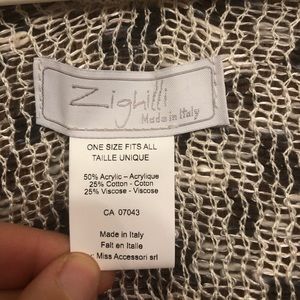 Zighilli
Made in Italy
ONE SIZE FITS ALL
TAILLE UNIQUE
50% Acrylic – Acrylique
25% Cotton - Coton
25% Viscose - Viscose
CA 07043
Made in Italy
Fait en Italie
: Miss Accessori srl